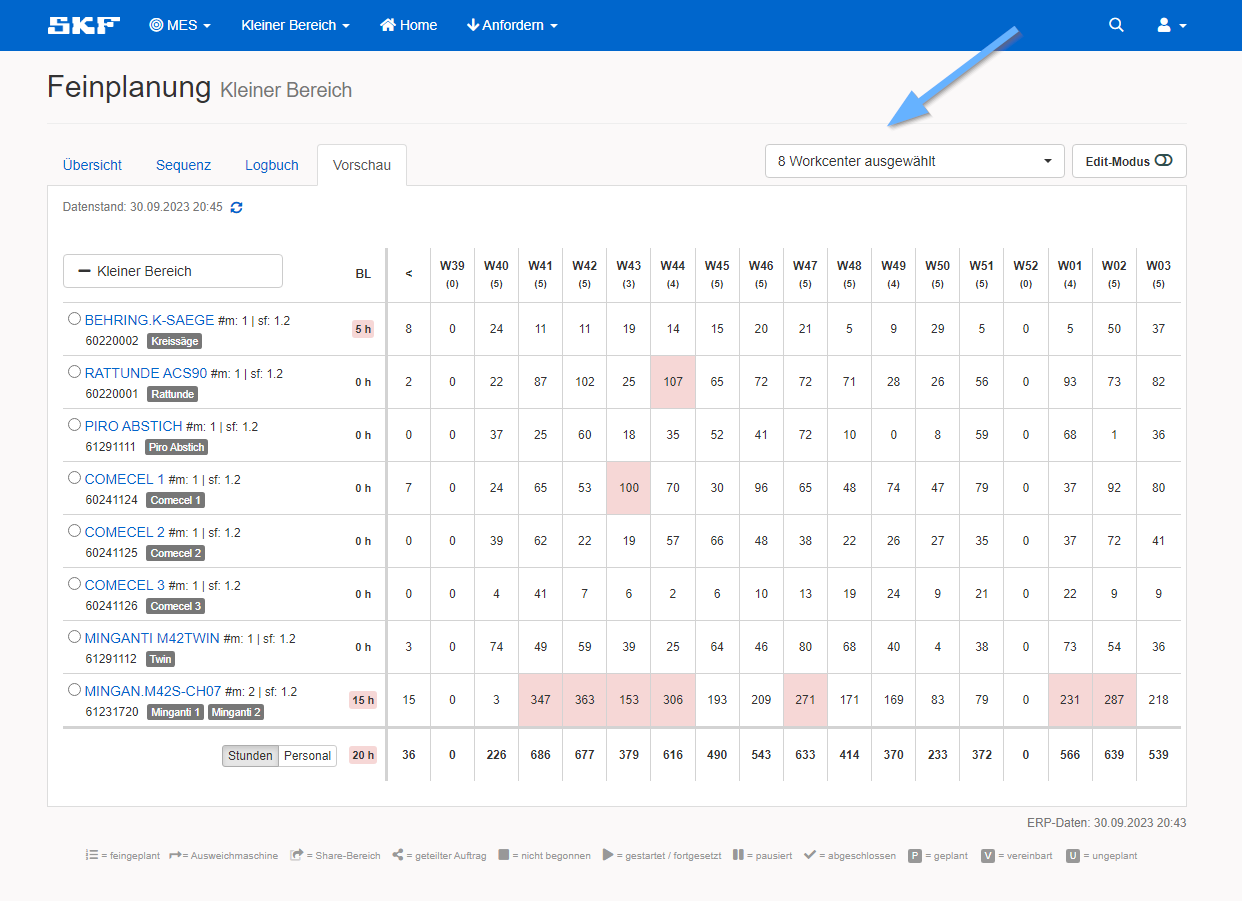 SKF MES Kleiner Bereich Home Anfordern
Feinplanung Kleiner Bereich
Übersicht Sequenz Logbuch Vorschau 8 Workcenter ausgewählt Edit-Modus
Datenstand: 30.09.2023 20:45
Kleiner Bereich BL < W39 W40 W41 W42 W43 W44 W45 W46 W47 W48 W49 W50 W51 W52 W01 W02 W03
(0) (5) (5) (5) (3) (4) (5) (5) (5) (5) (4) (5) (5) (0) (4) (5) (5)
BEHRING.K-SAEGE #m: 1 | sf: 1.2
60220002 Kreissäge
5 h 8 0 24 11 11 19 14 15 20 21 5 9 29 5 0 5 50 37
RATTUNDE ACS90 #m: 1 | sf: 1.2
60220001 Rattunde
0 h 2 0 22 87 102 25 107 65 72 72 71 28 26 56 0 93 73 82
PIRO ABSTICH #m: 1 | sf: 1.2
61291111 Piro Abstich
0 h 0 0 37 25 60 18 35 52 41 72 10 0 8 59 0 68 1 36
COMECEL 1 #m: 1 | sf: 1.2
60241124 Comecel 1
0 h 7 0 24 65 53 100 70 30 96 65 48 74 47 79 0 37 92 80
COMECEL 2 #m: 1 | sf: 1.2
60241125 Comecel 2
0 h 0 0 39 62 22 19 57 66 48 38 22 26 27 35 0 37 72 41
COMECEL 3 #m: 1 | sf: 1.2
60241126 Comecel 3
0 h 0 0 4 41 7 6 2 6 10 13 19 24 9 21 0 22 9 9
MINGANTI M42TWIN #m: 1 | sf: 1.2
61291112 Twin
0 h 3 0 74 49 59 39 25 64 46 80 68 40 4 38 0 73 54 36
MINGAN.M42S-CH07 #m: 2 | sf: 1.2
61231720 Minganti 1 Minganti 2
15 h 15 0 3 347 363 153 306 193 209 271 171 169 83 79 0 231 287 218
Stunden Personal 20 h 36 0 226 686 677 379 616 490 543 633 414 370 233 372 0 566 639 539
ERP-Daten: 30.09.2023 20:43
= feingeplant = Ausweichmaschine = Share-Bereich = geteilter Auftrag = nicht begonnen = gestartet / fortgesetzt = pausiert = abgeschlossen P = geplant V = vereinbart U = ungeplant